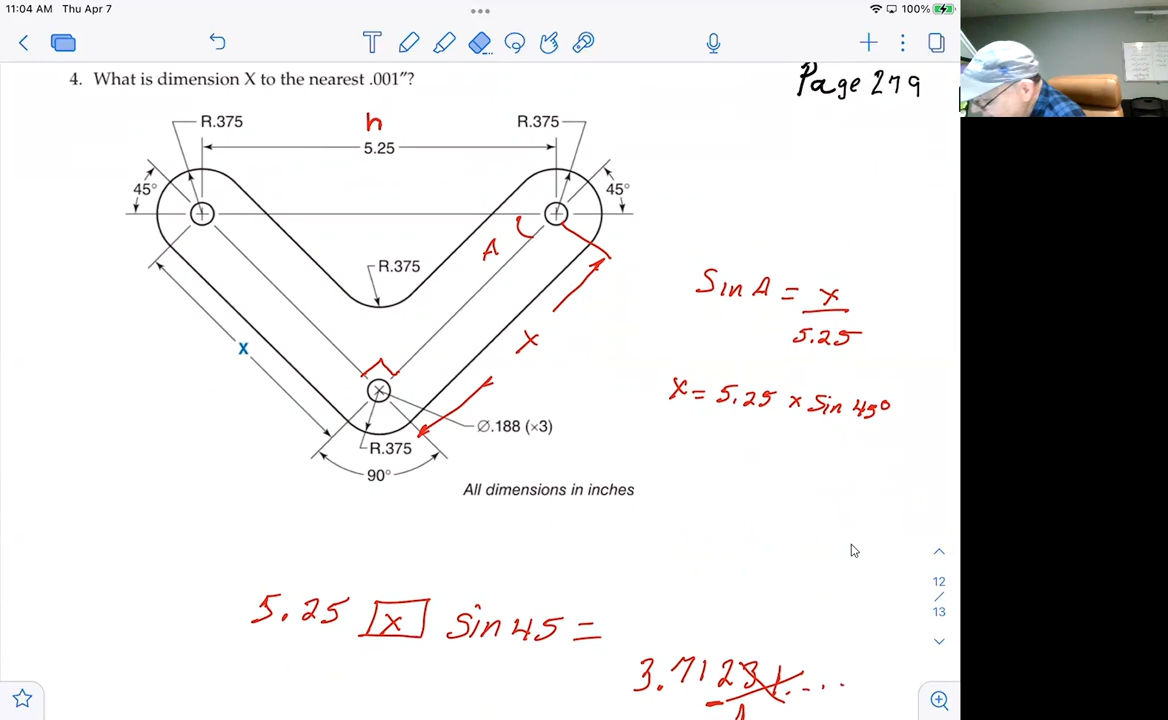 11:04 AM Thu Apr 7
100%
4. What is dimension X to the nearest .001″?
Page 279
R.375
h
R.375
5.25
45°
45°
A
R.375
Sin A = x
5.25
X
X
x = 5.25 x Sin 45°
Ø.188 (×3)
R.375
90°
All dimensions in inches
12
/
13
5.25 x Sin 45 =
3.7123